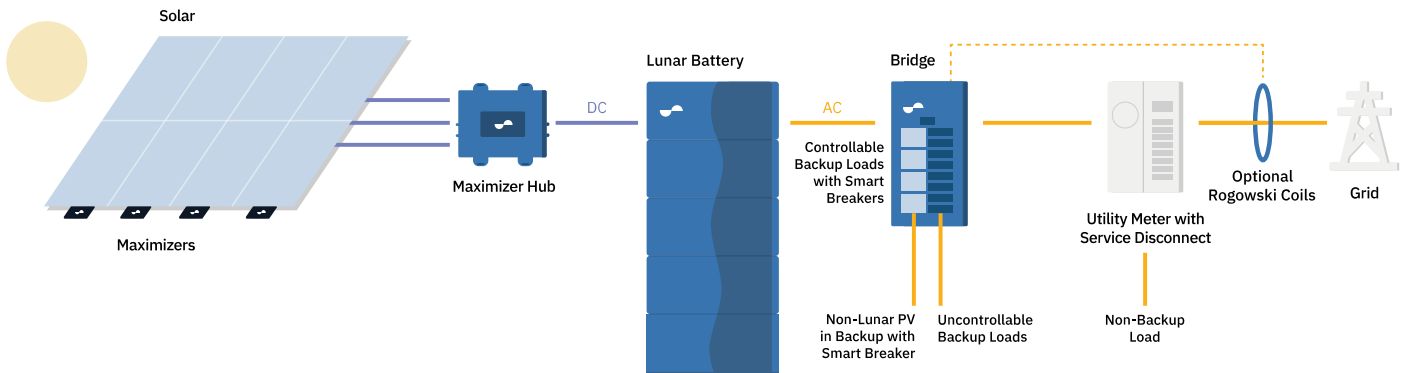 Solar
Maximizers
Maximizer Hub
DC
Lunar Battery
AC
Bridge
Controllable
Backup Loads
with Smart
Breakers
Non-Lunar PV
in Backup with
Smart Breaker
Uncontrollable
Backup Loads
Utility Meter with
Service Disconnect
Non-Backup
Load
Optional
Rogowski Coils
Grid